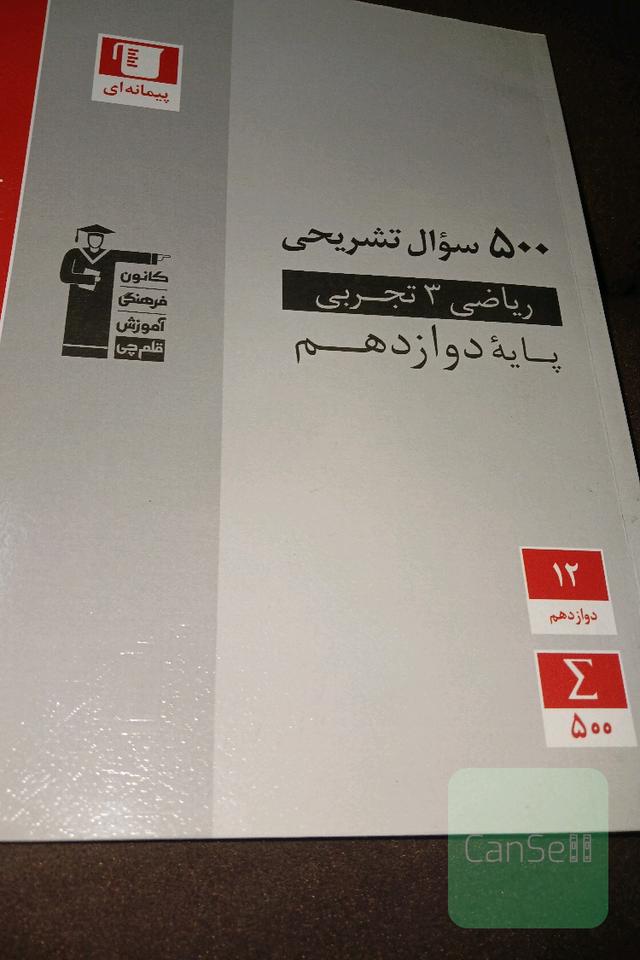 پیمانه‌ای
۵۰۰ سؤال تشریحی
ریاضی ۳ تجربی
پایهٔ دوازدهم
کانون
فرهنگی
آموزش
قلم‌چی
۱۲
دوازدهم
Σ
۵۰۰
CanSell